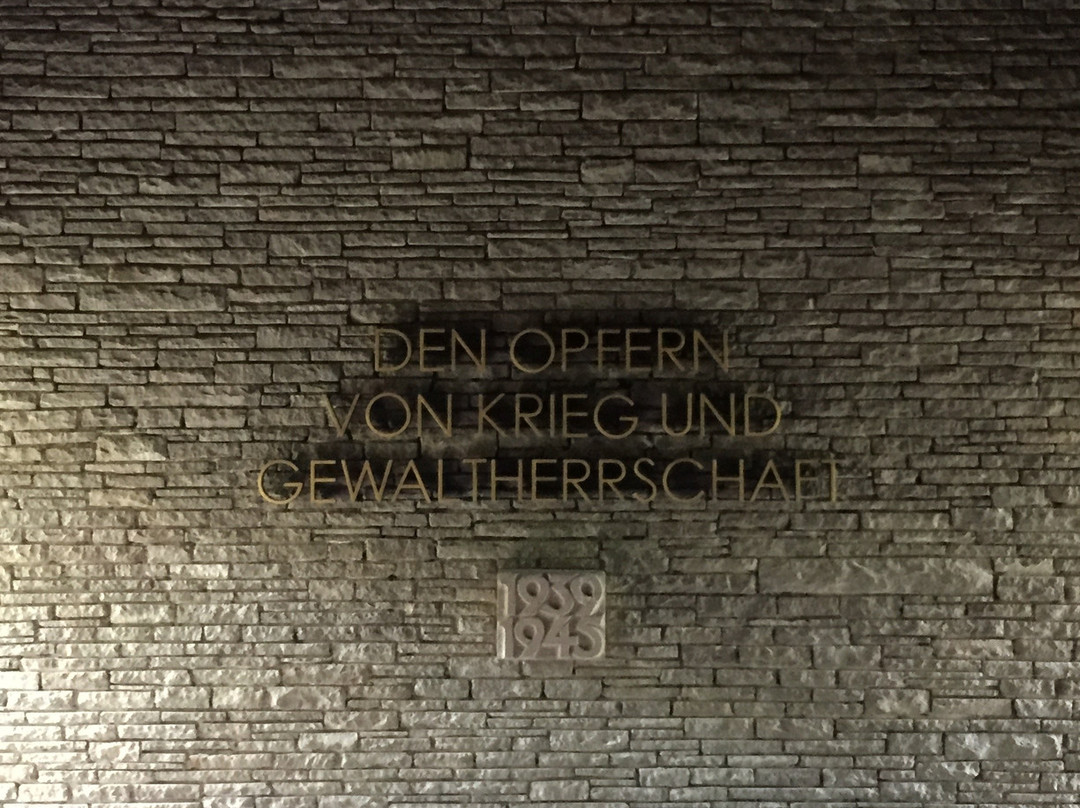 DEN OPFERN
VON KRIEG UND
GEWALTHERRSCHAFT
1939
1945